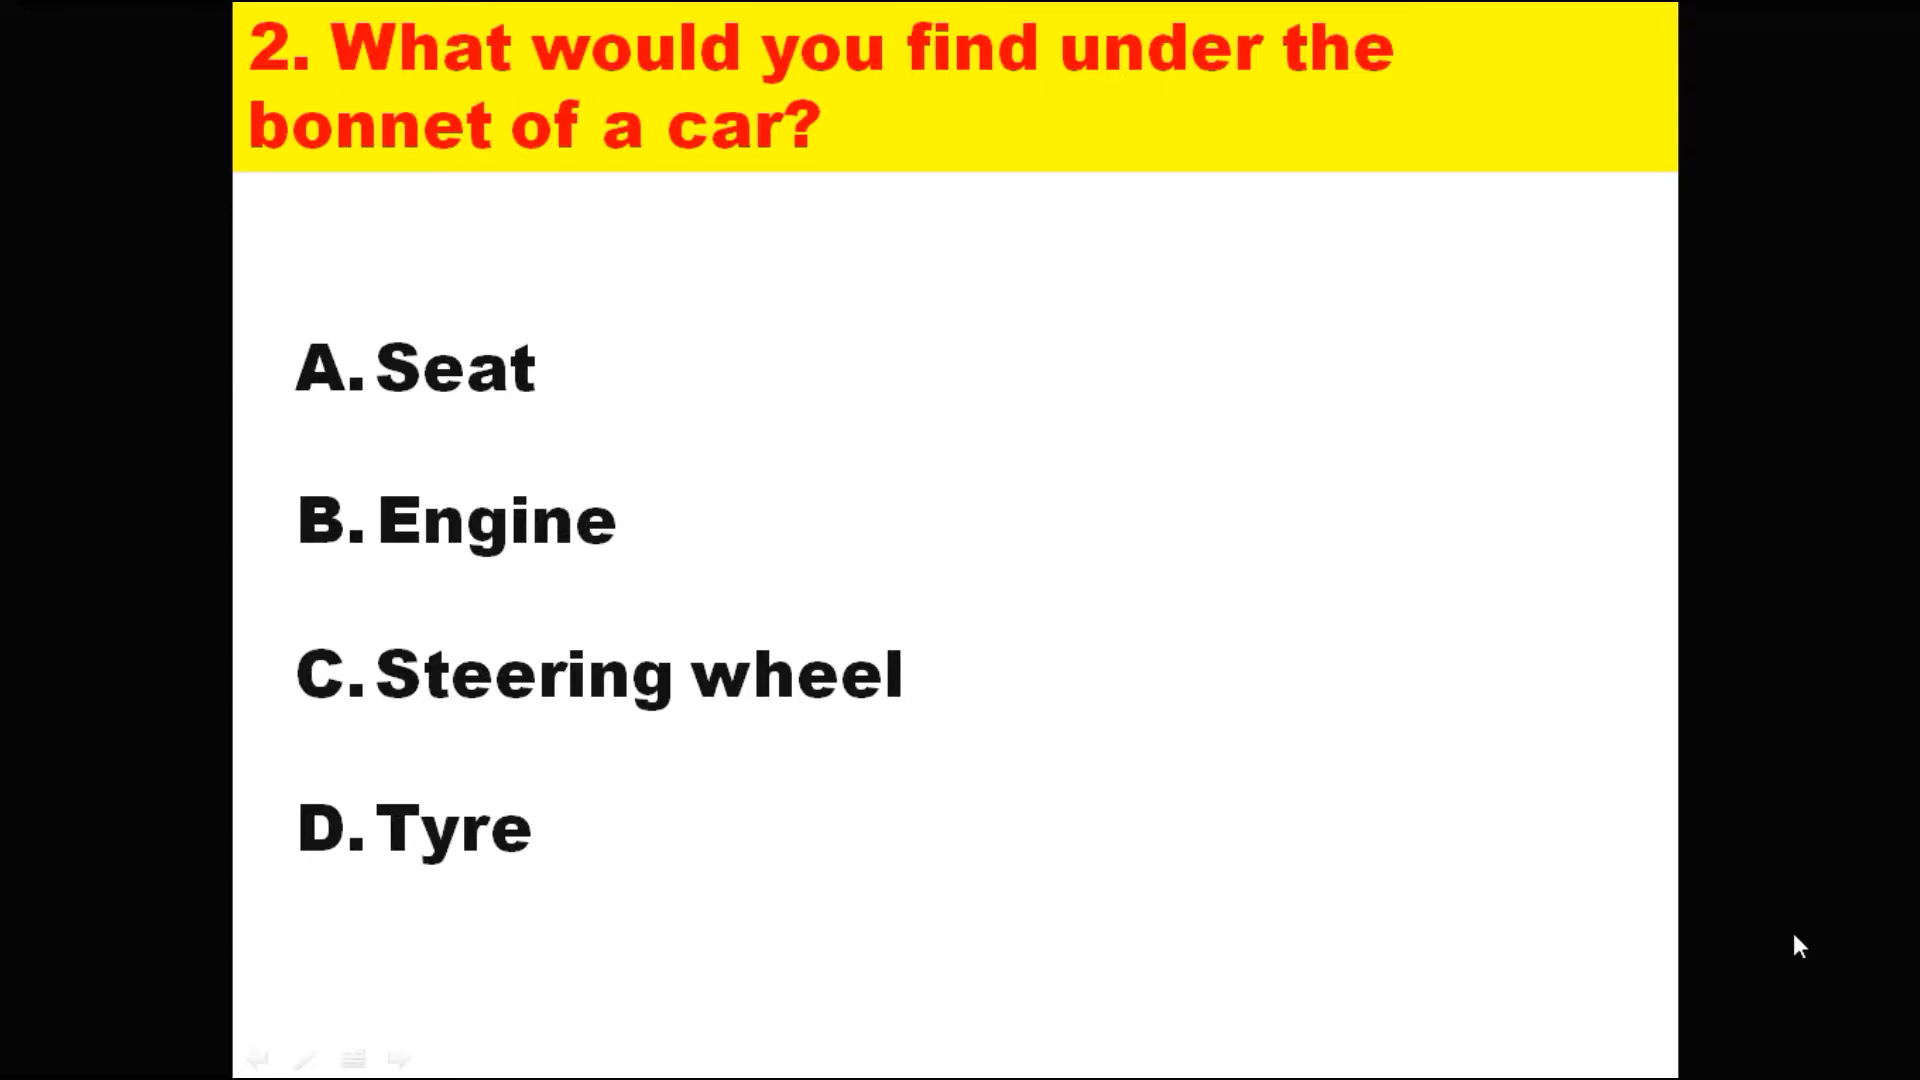 2. What would you find under the
bonnet of a car?
A. Seat
B. Engine
C. Steering wheel
D. Tyre